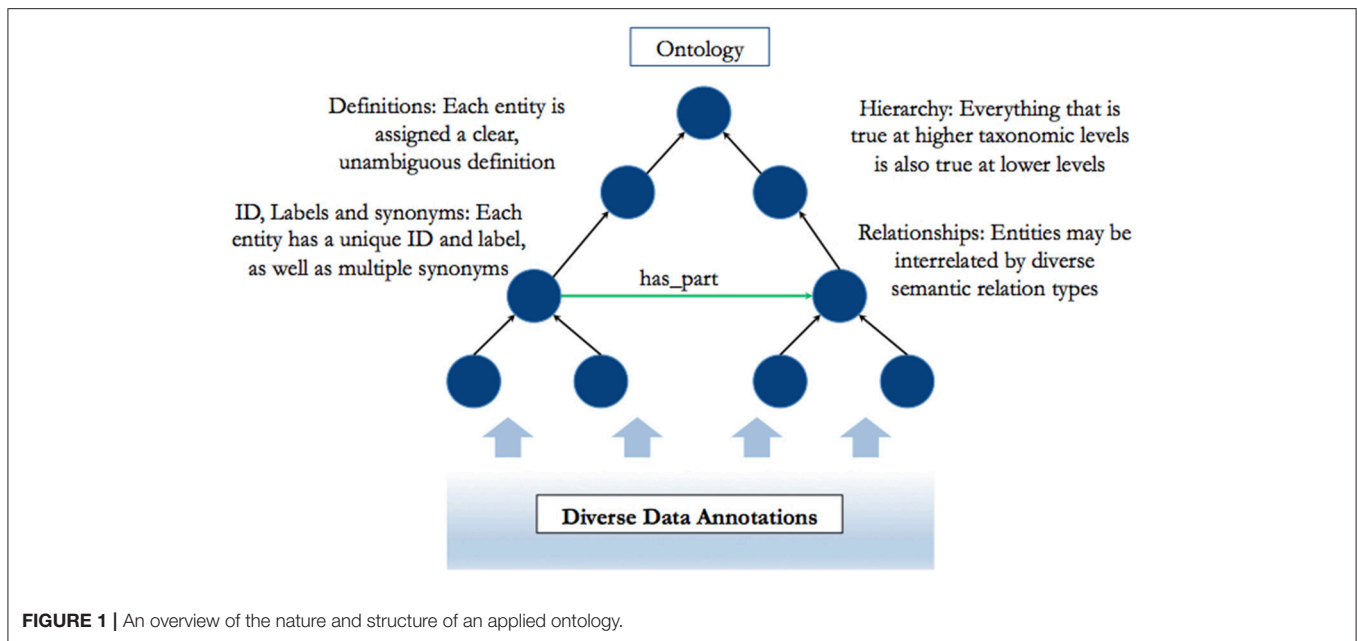 Ontology
Definitions: Each entity is
assigned a clear,
unambiguous definition
Hierarchy: Everything that is
true at higher taxonomic levels
is also true at lower levels
ID, Labels and synonyms: Each
entity has a unique ID and label,
as well as multiple synonyms
Relationships: Entities may be
interrelated by diverse
semantic relation types
has_part
Diverse Data Annotations
FIGURE 1 | An overview of the nature and structure of an applied ontology.